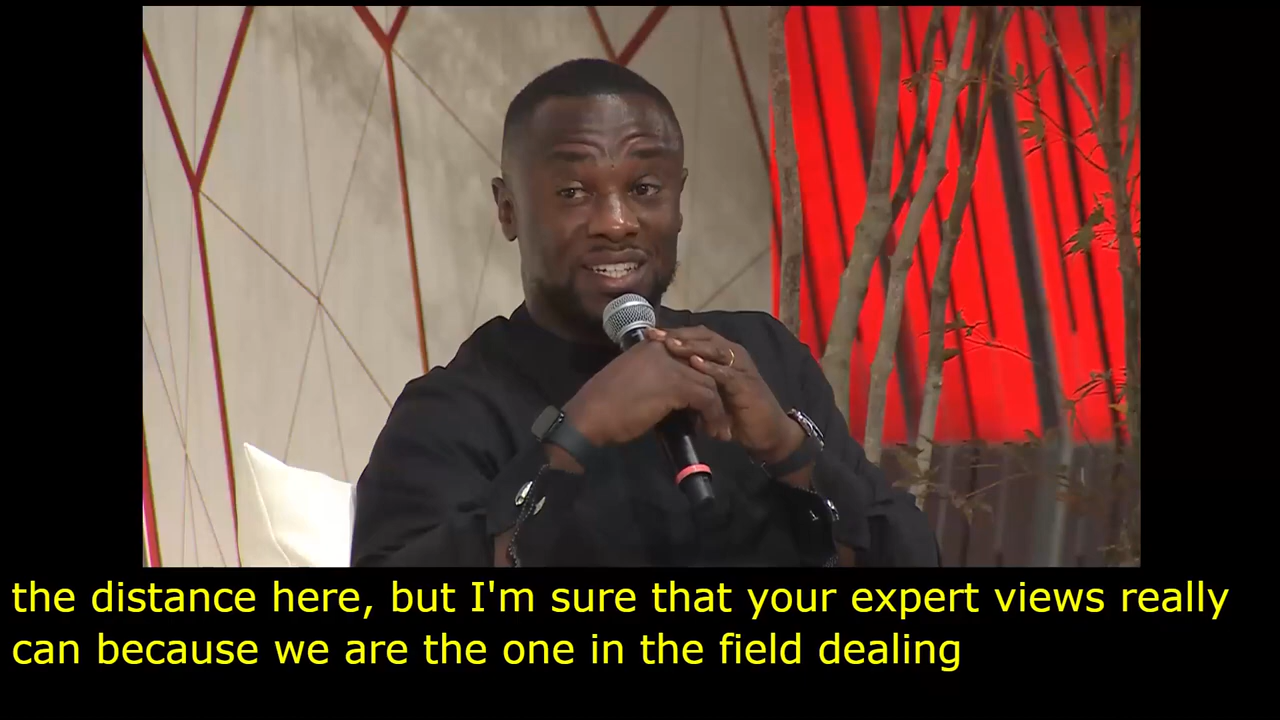 the distance here, but I'm sure that your expert views really
can because we are the one in the field dealing